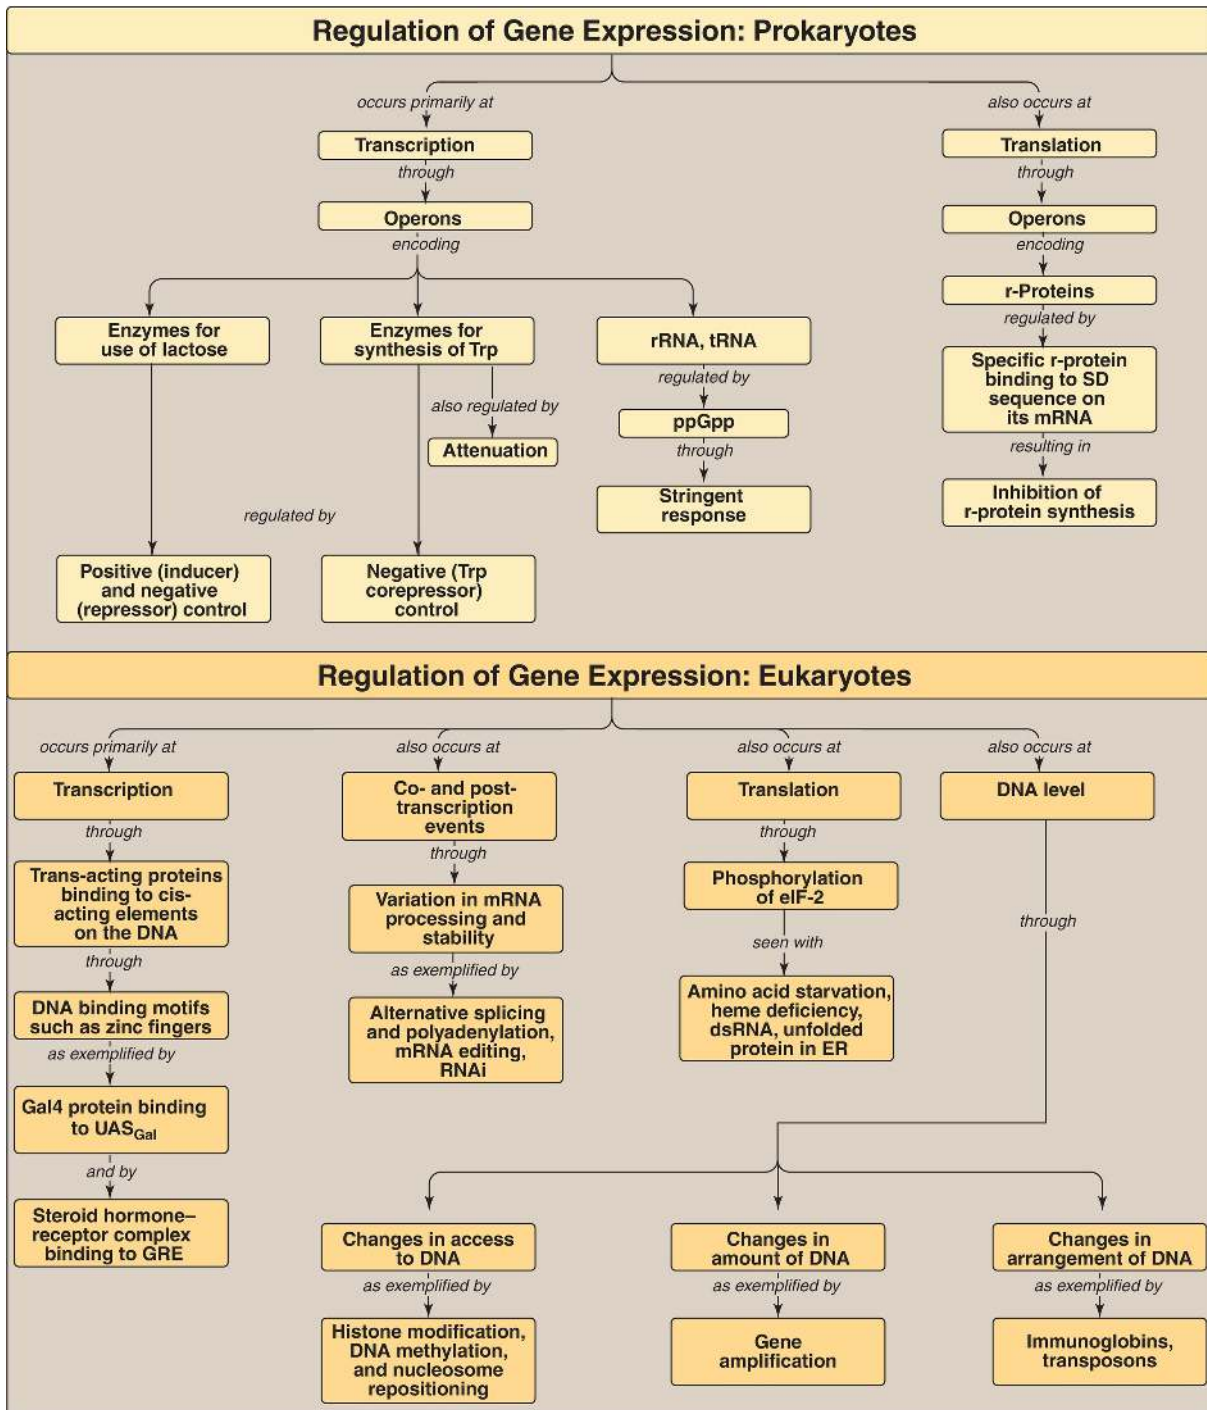 Regulation of Gene Expression: Prokaryotes
occurs primarily at
also occurs at
Transcription
Translation
through
through
Operons
Operons
encoding
encoding
r-Proteins
regulated by
Enzymes for
use of lactose
Enzymes for
synthesis of Trp
rRNA, tRNA
regulated by
ppGpp
through
Stringent
response
also regulated by
Attenuation
Specific r-protein
binding to SD
sequence on
its mRNA
resulting in
Inhibition of
r-protein synthesis
regulated by
Positive (inducer)
and negative
(repressor) control
Negative (Trp
corepressor)
control
Regulation of Gene Expression: Eukaryotes
occurs primarily at
also occurs at
also occurs at
also occurs at
Transcription
through
Trans-acting proteins
binding to cis-
acting elements
on the DNA
through
DNA binding motifs
such as zinc fingers
as exemplified by
Gal4 protein binding
to UASGal
and by
Steroid hormone–
receptor complex
binding to GRE
Co- and post-
transcription
events
through
Variation in mRNA
processing and
stability
as exemplified by
Alternative splicing
and polyadenylation,
mRNA editing,
RNAi
Translation
through
Phosphorylation
of eIF-2
seen with
Amino acid starvation,
heme deficiency,
dsRNA, unfolded
protein in ER
DNA level
through
Changes in access
to DNA
as exemplified by
Histone modification,
DNA methylation,
and nucleosome
repositioning
Changes in
amount of DNA
as exemplified by
Gene
amplification
Changes in
arrangement of DNA
as exemplified by
Immunoglobins,
transposons